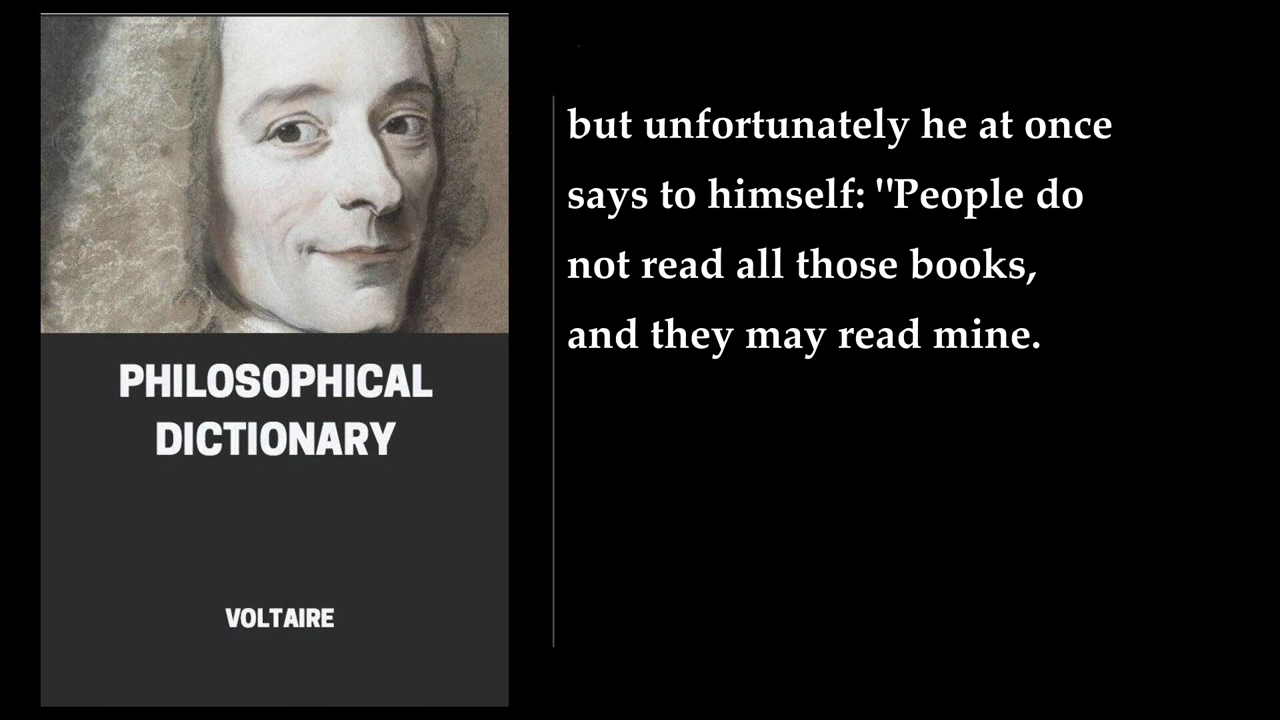 PHILOSOPHICAL
DICTIONARY
VOLTAIRE
but unfortunately he at once
says to himself: "People do
not read all those books,
and they may read mine.